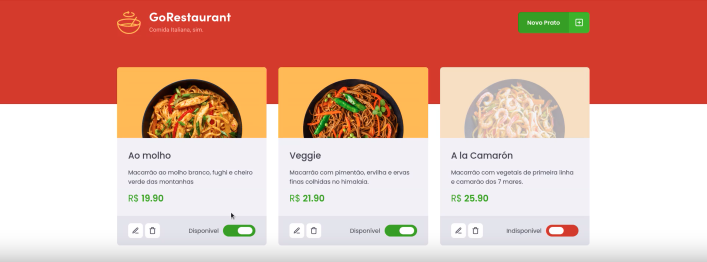 GoRestaurant
Comida Italiana, sim.
Novo Prato
Ao molho
Macarrão ao molho branco, fughi e cheiro
verde das montanhas
R$ 19.90
Disponível
Veggie
Macarrão com pimentão, ervilha e ervas
finas colhidas no himalaia.
R$ 21.90
Disponível
A la Camarón
Macarrão com vegetais de primeira linha
e camarão dos 7 mares.
R$ 25.90
Indisponível